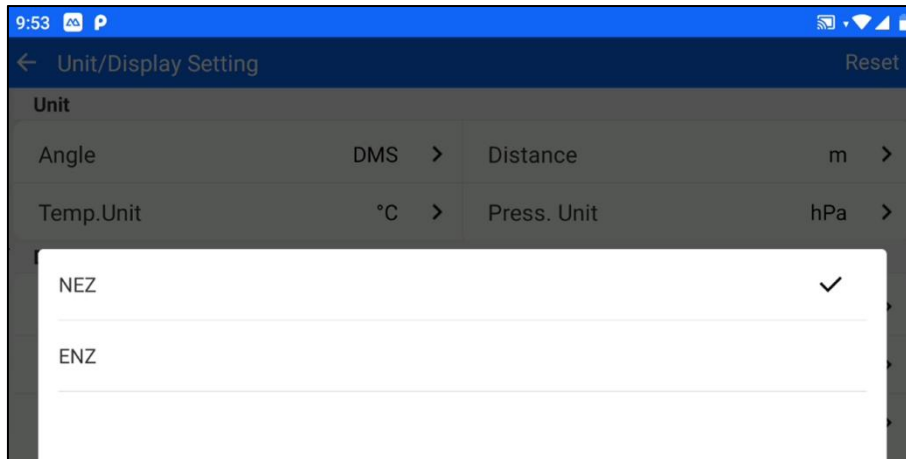 9:53 P
Unit/Display Setting Reset
Unit
Angle DMS Distance m
Temp.Unit °C Press. Unit hPa
NEZ
ENZ